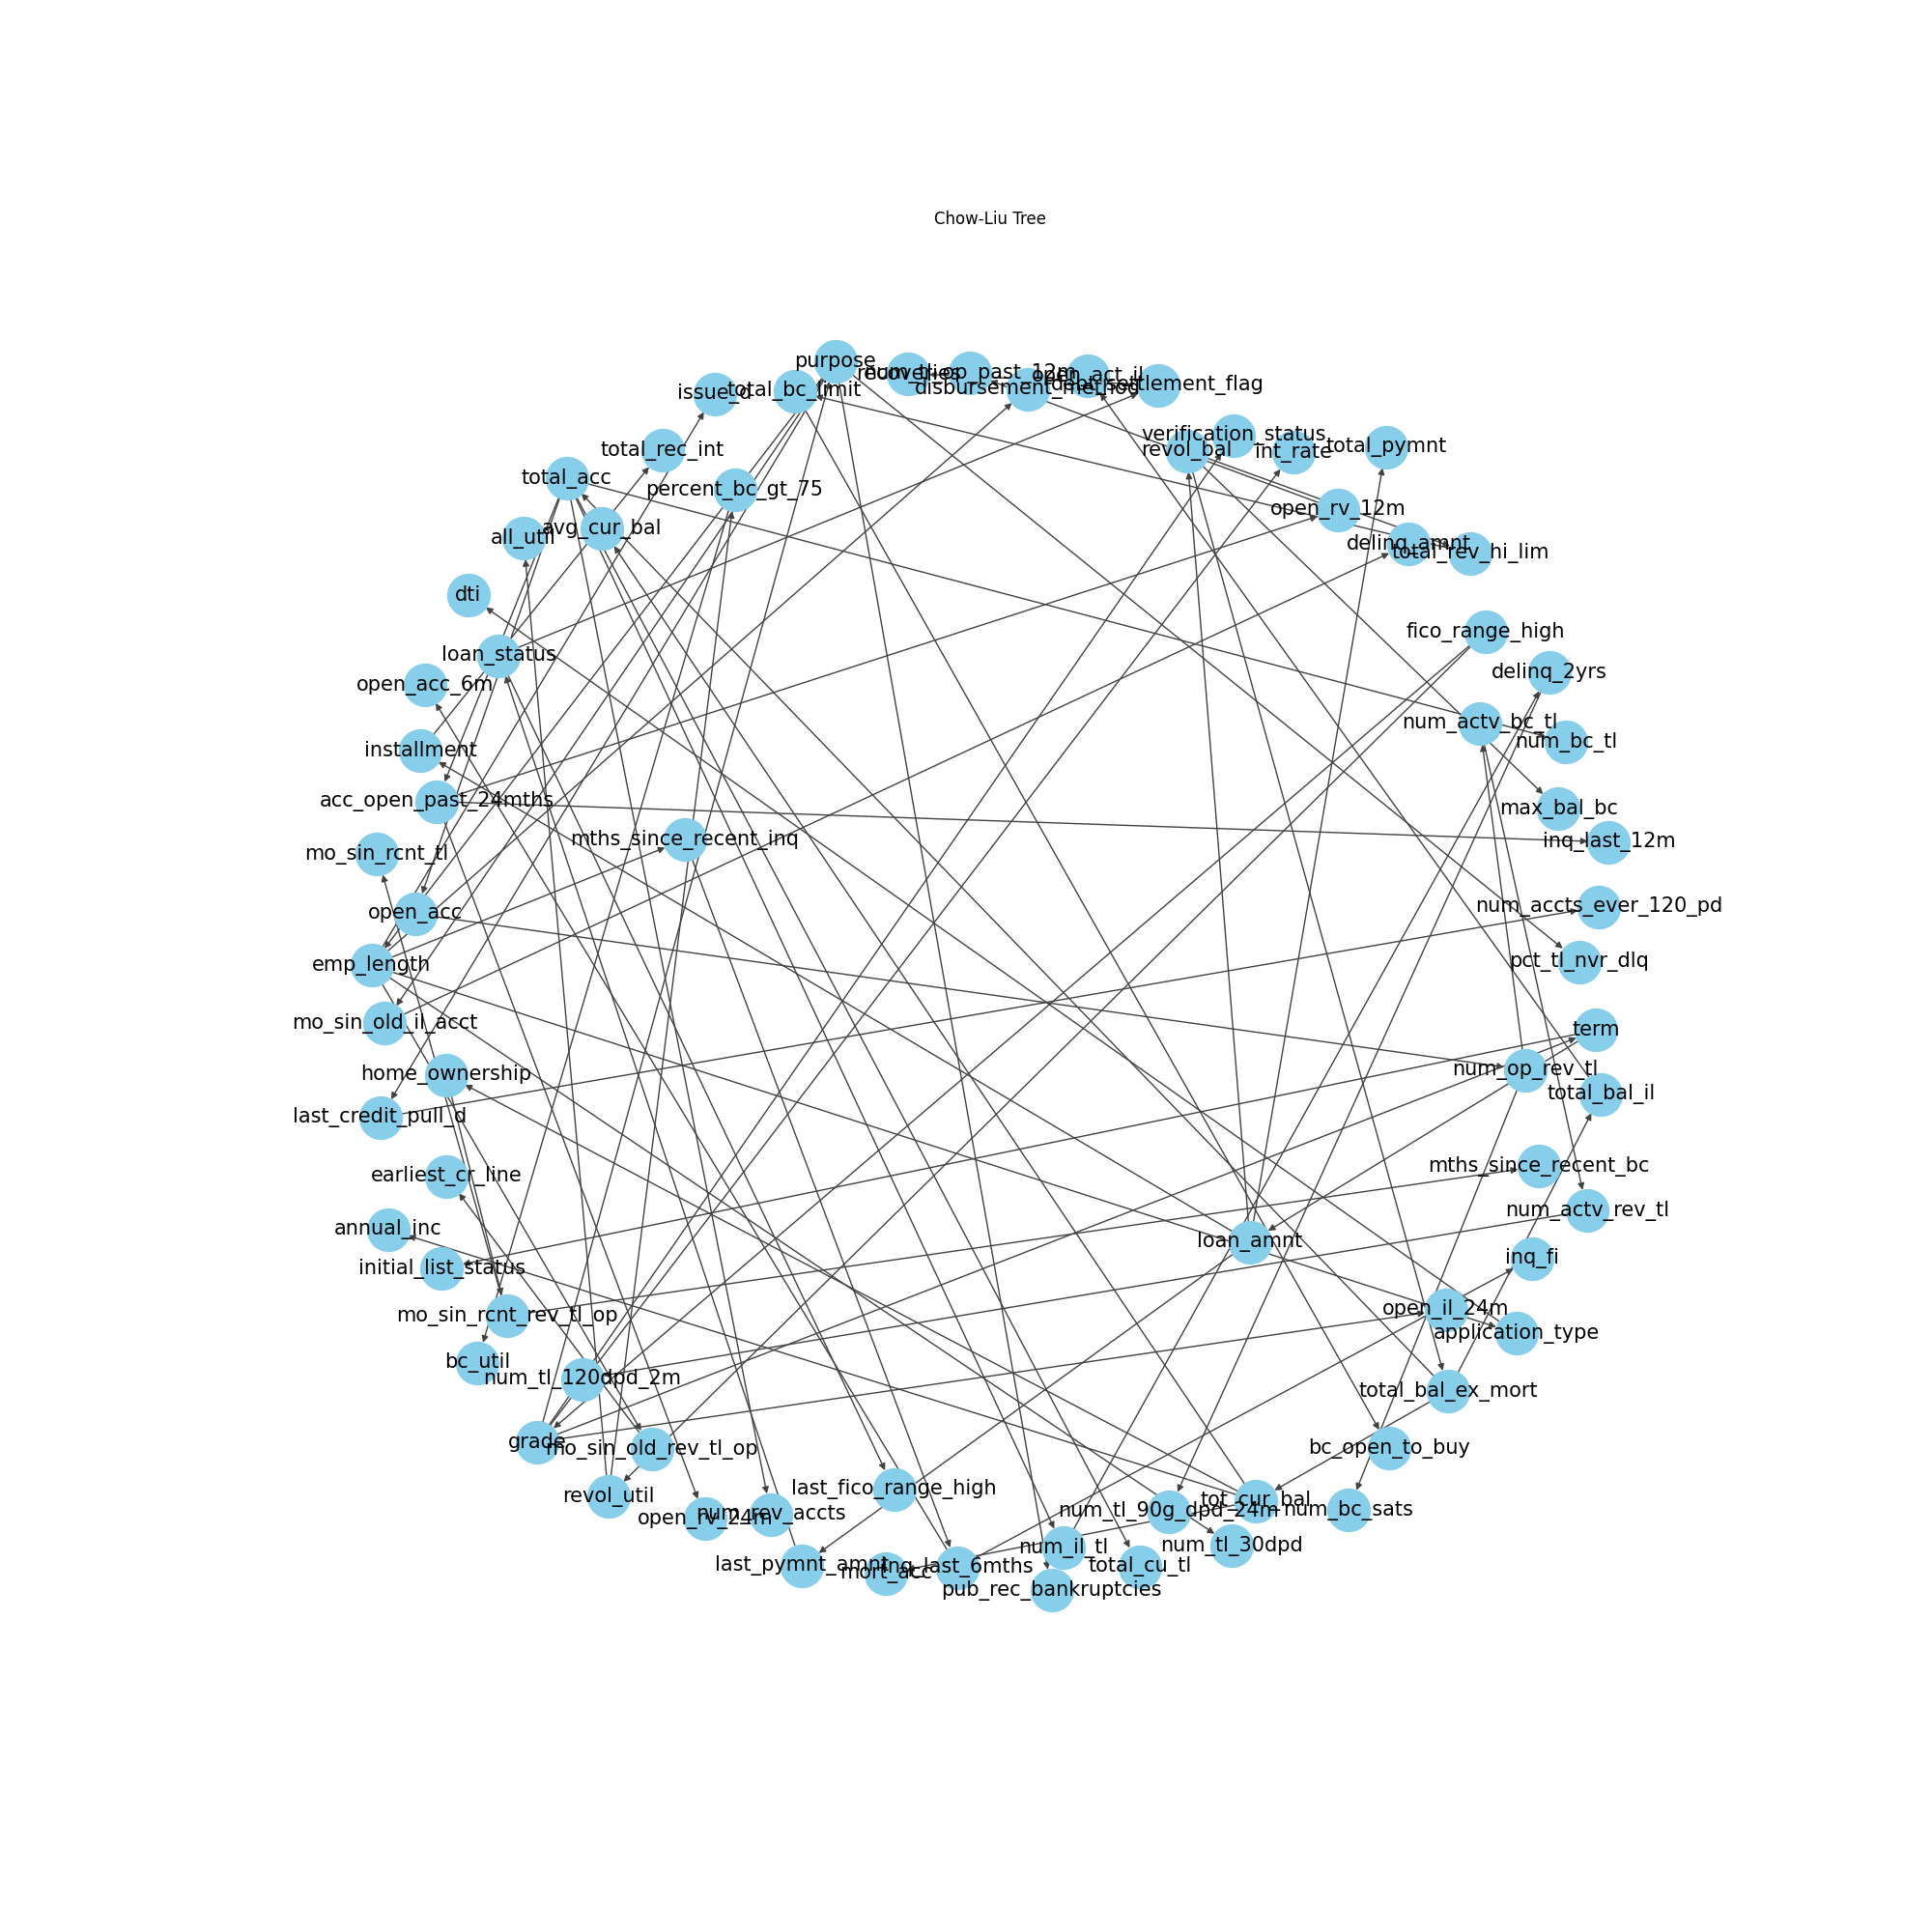 Chow-Liu Tree
purpose
recoveries
num_tl_op_past_12m
open_act_il
disbursement_method
debt_settlement_flag
issue_d
total_bc_limit
verification_status
revol_bal
int_rate
total_pymnt
total_rec_int
total_acc
percent_bc_gt_75
open_rv_12m
all_util
avg_cur_bal
delinq_amnt
total_rev_hi_lim
dti
fico_range_high
loan_status
delinq_2yrs
open_acc_6m
num_actv_bc_tl
num_bc_tl
installment
acc_open_past_24mths
max_bal_bc
mths_since_recent_inq
inq_last_12m
mo_sin_rcnt_tl
num_accts_ever_120_pd
open_acc
emp_length
pct_tl_nvr_dlq
mo_sin_old_il_acct
term
home_ownership
num_op_rev_tl
total_bal_il
last_credit_pull_d
mths_since_recent_bc
earliest_cr_line
num_actv_rev_tl
annual_inc
loan_amnt
inq_fi
initial_list_status
open_il_24m
mo_sin_rcnt_rev_tl_op
application_type
bc_util
num_tl_120dpd_2m
total_bal_ex_mort
grade
mo_sin_old_rev_tl_op
bc_open_to_buy
last_fico_range_high
revol_util
tot_cur_bal
num_tl_90g_dpd_24m
num_bc_sats
open_rv_24m
num_rev_accts
num_il_tl
num_tl_30dpd
last_pymnt_amnt
mort_acc
inq_last_6mths
total_cu_tl
pub_rec_bankruptcies